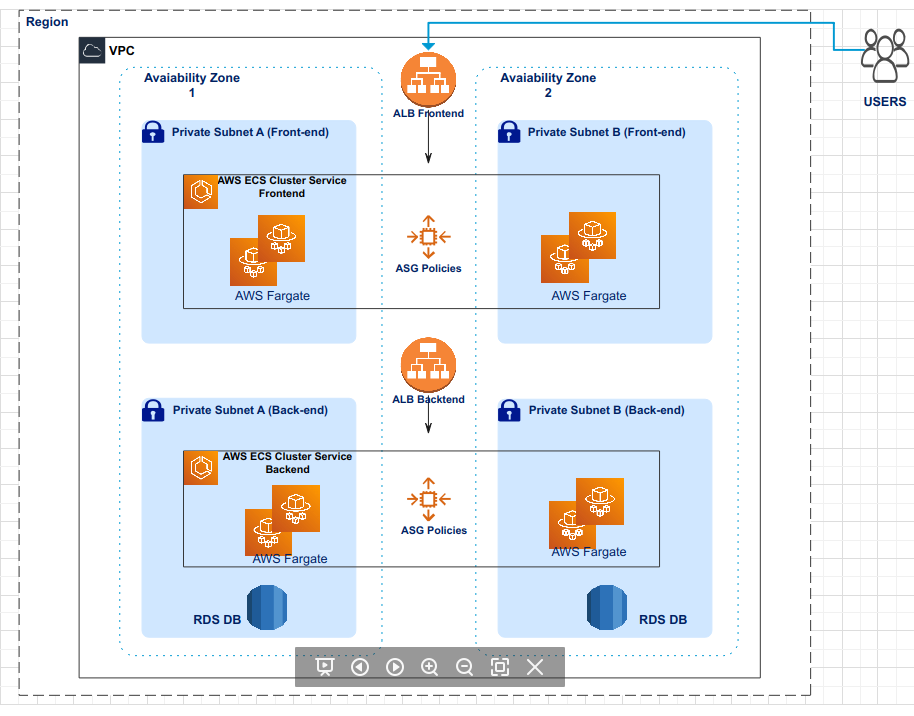 Region
VPC
USERS
Avaiability Zone
1
Avaiability Zone
2
ALB Frontend
Private Subnet A (Front-end)
Private Subnet B (Front-end)
AWS ECS Cluster Service
Frontend
ASG Policies
AWS Fargate
AWS Fargate
ALB Backtend
Private Subnet A (Back-end)
Private Subnet B (Back-end)
AWS ECS Cluster Service
Backend
ASG Policies
AWS Fargate
AWS Fargate
RDS DB
RDS DB